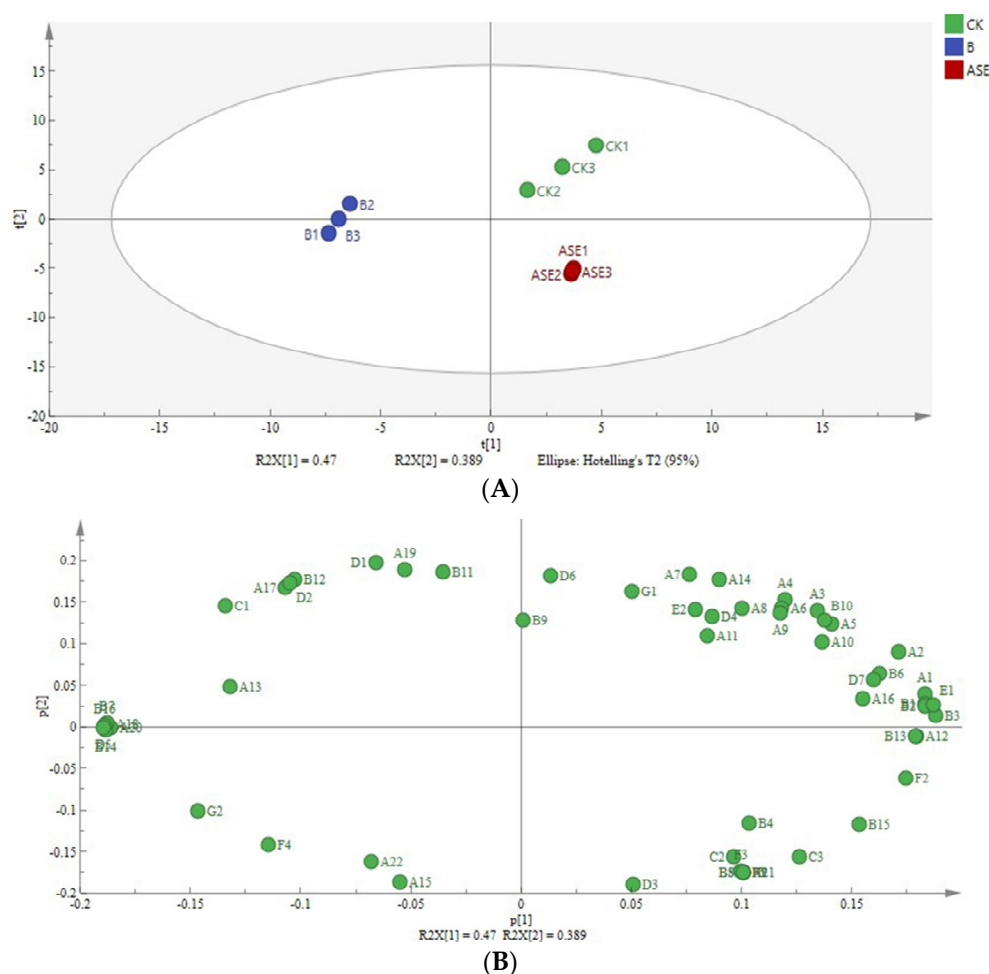 CK
B
ASE
15
10
5
0
-5
-10
-15
-20
t[2]
CK1
CK3
CK2
B2
B1
B3
ASE1
ASE2
ASE3
-20
-15
-10
-5
0
5
10
15
t[1]
R2X[1] = 0.47 R2X[2] = 0.389 Ellipse: Hotelling's T2 (95%)
(A)
0.2
0.15
0.1
0.05
0
-0.05
-0.1
-0.15
-0.2
p[2]
D1
A19
B11
D6
A7
A14
A17
B12
D2
C1
G1
A4
A3
B10
E2
D4
A8
A6
A9
A5
B9
A11
A10
A2
A13
D7
B6
A1
A16
E1
B3
B16
A18
A20
B14
B13
A12
F2
G2
F4
B4
B15
A22
A15
C2
F3
C3
D3
-0.2
-0.15
-0.1
-0.05
0
0.05
0.1
0.15
p[1]
R2X[1] = 0.47 R2X[2] = 0.389
(B)